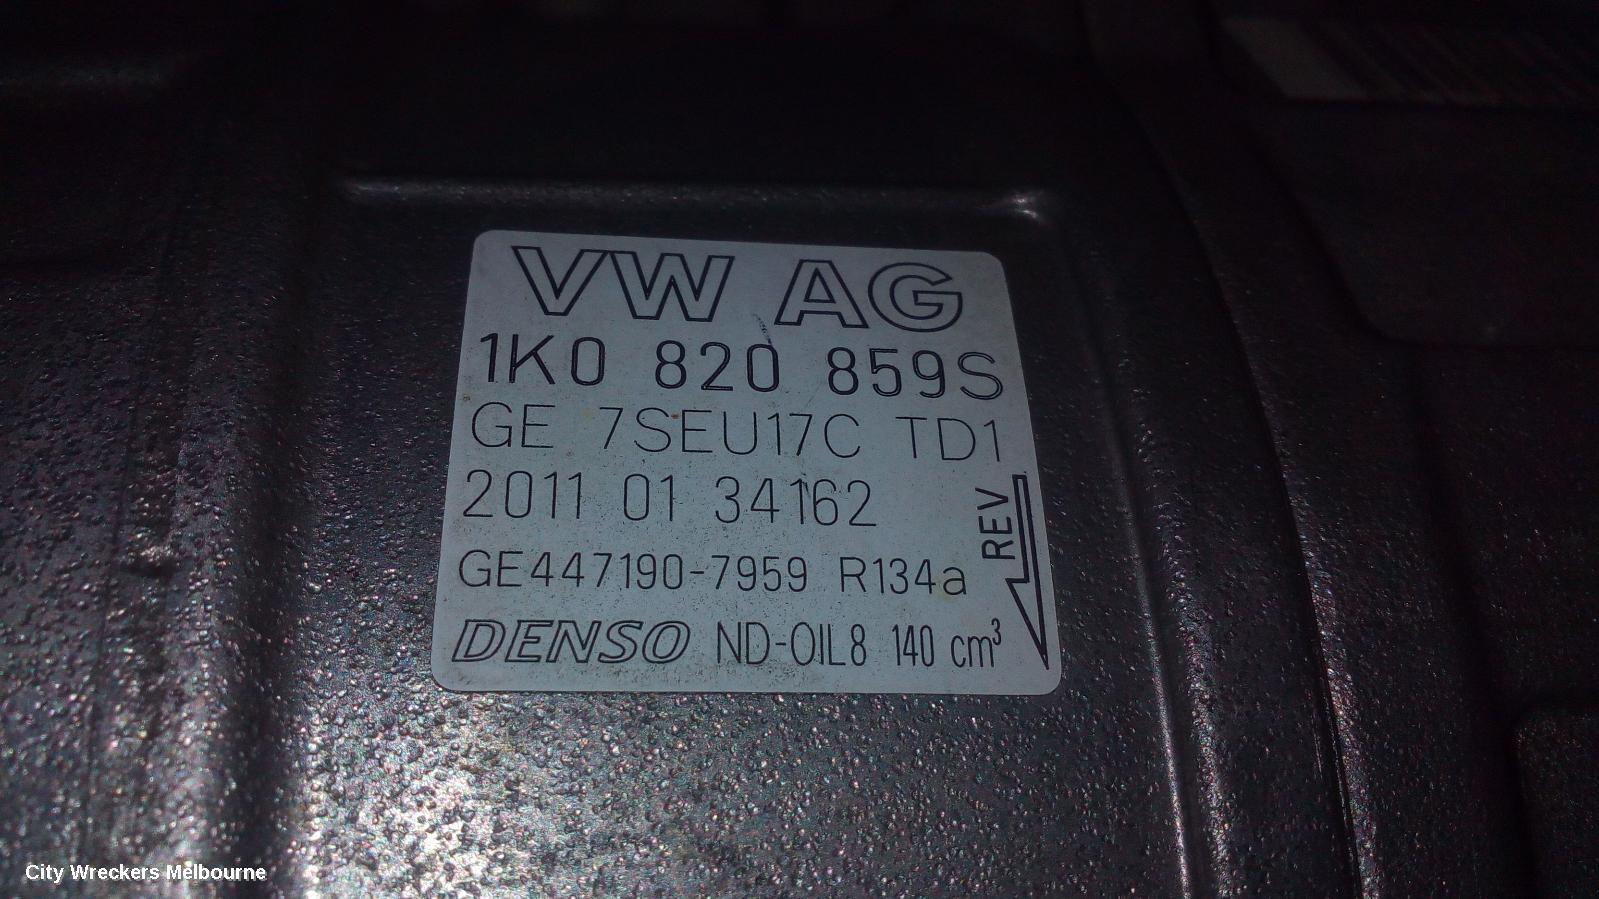 VW AG
1K0 820 859S
GE 7SEU17C TD1
2011 01 34162
GE447190-7959 R134a
REV
DENSO ND-OIL8 140 cm³
City Wreckers Melbourne